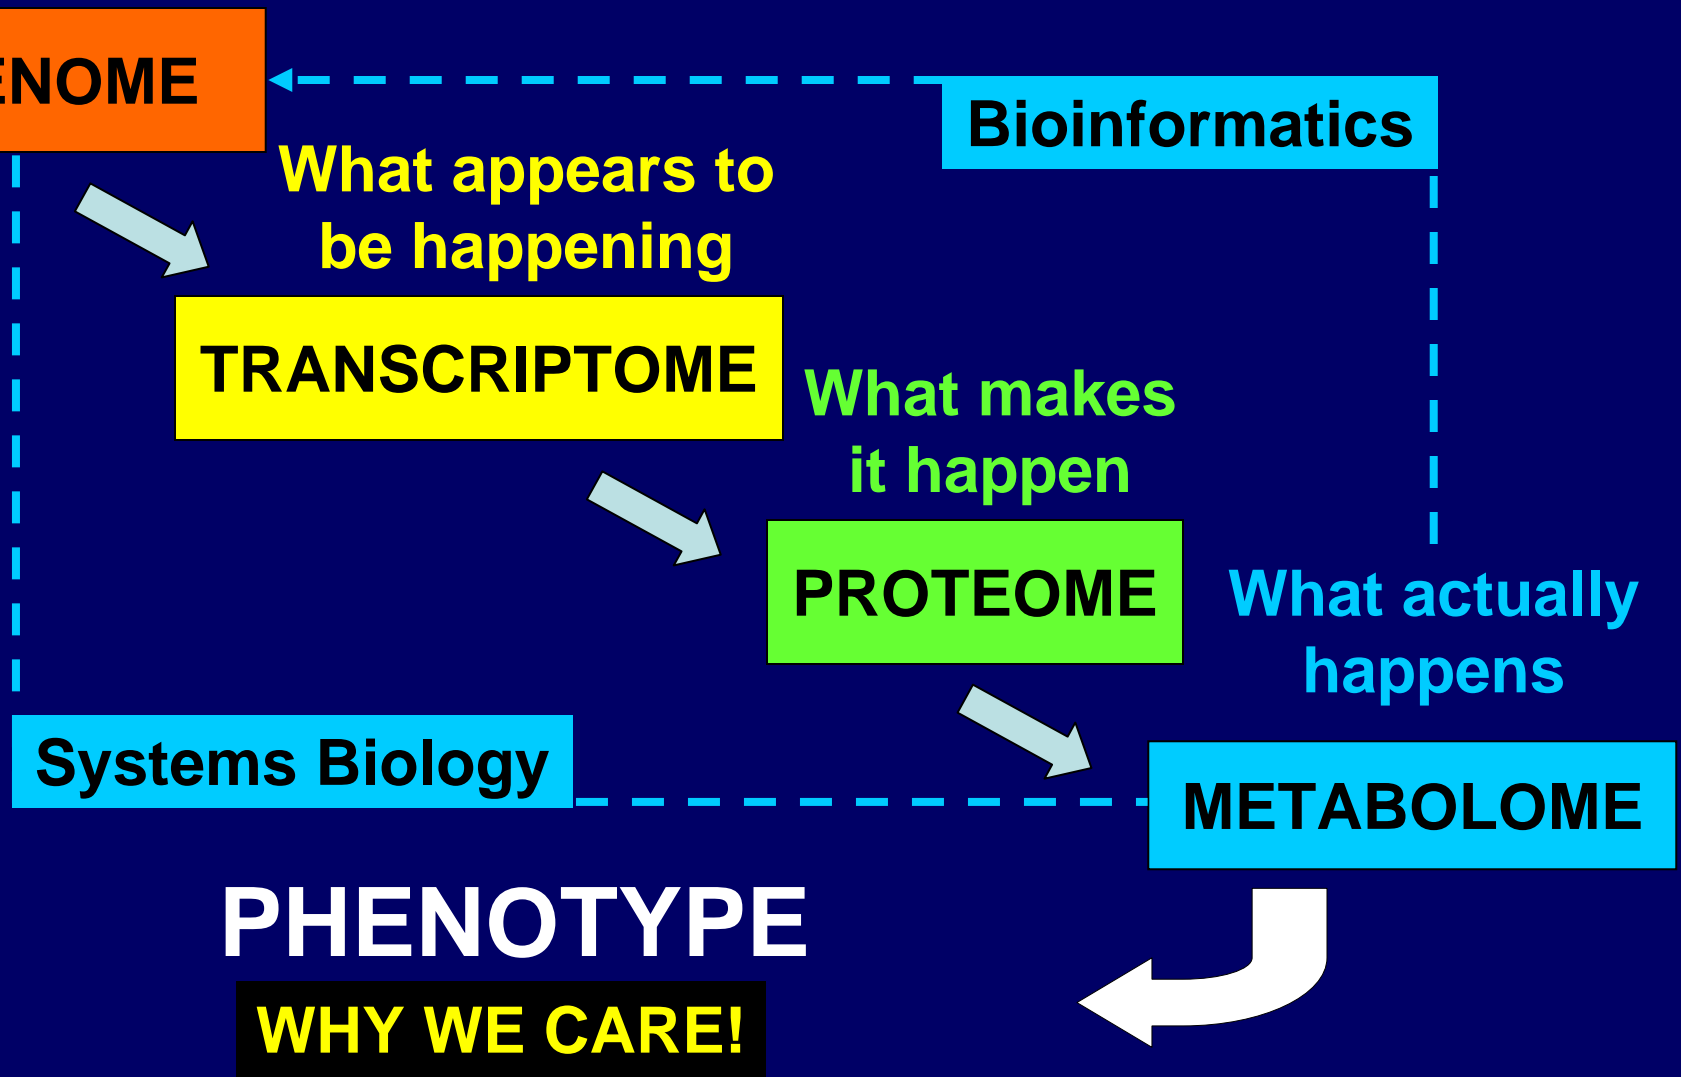 ENOME
Bioinformatics
What appears to
be happening
TRANSCRIPTOME
What makes
it happen
PROTEOME
What actually
happens
Systems Biology
METABOLOME
PHENOTYPE
WHY WE CARE!